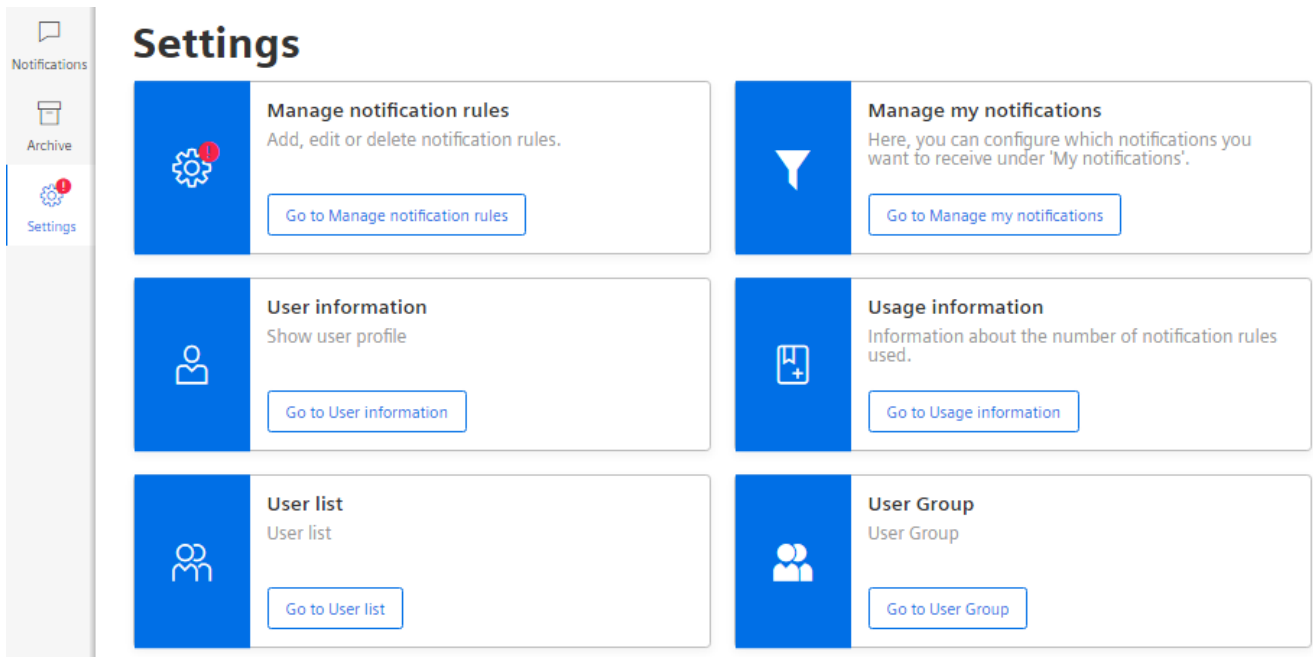 Notifications
Archive
Settings
Settings
Manage notification rules
Add, edit or delete notification rules.
Go to Manage notification rules
Manage my notifications
Here, you can configure which notifications you
want to receive under 'My notifications'.
Go to Manage my notifications
User information
Show user profile
Go to User information
Usage information
Information about the number of notification rules
used.
Go to Usage information
User list
User list
Go to User list
User Group
User Group
Go to User Group